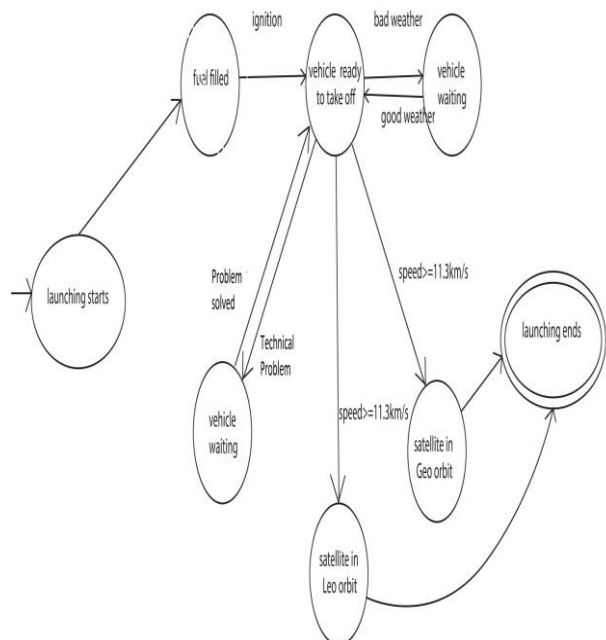 ignition
bad weather
fuel filled
vehicle ready
to take off
vehicle
waiting
good weather
launching starts
Problem
solved
speed>=11.3km/s
launching ends
Technical
Problem
vehicle
waiting
speed>=11.3km/s
satellite in
Geo orbit
satellite in
Leo orbit